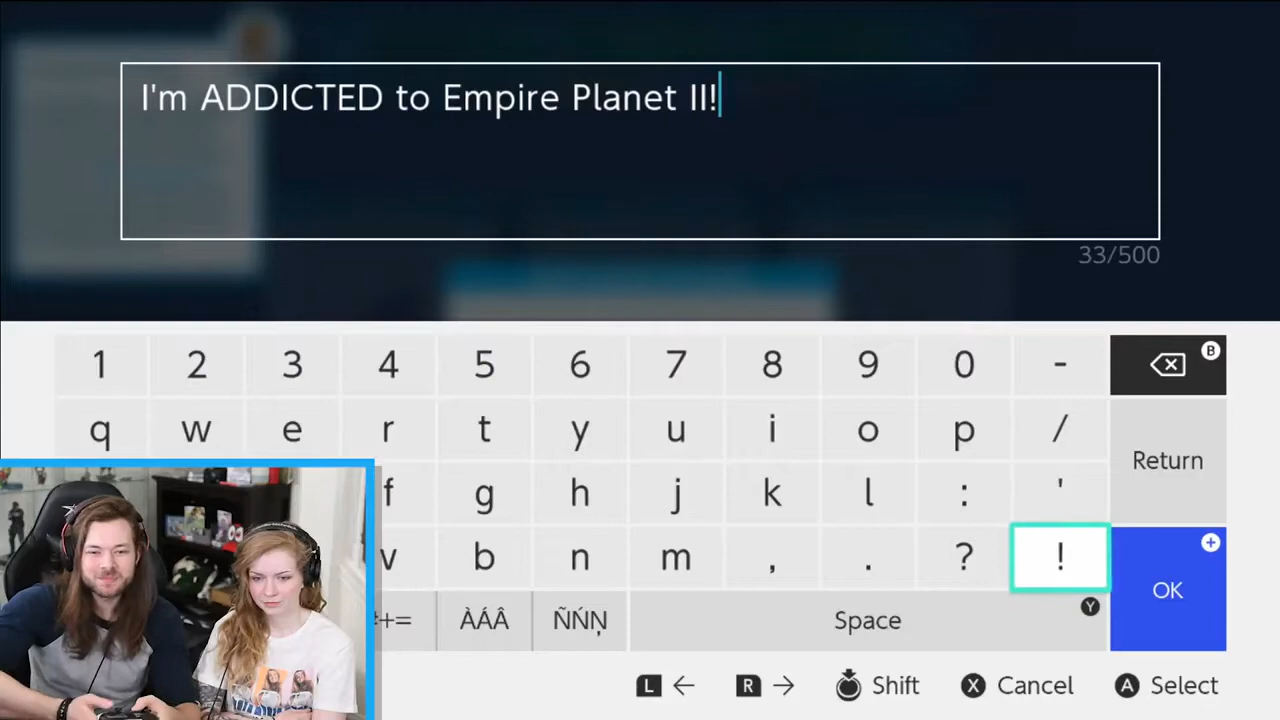 I'm ADDICTED to Empire Planet II!
33/500
1 2 3 4 5 6 7 8 9 0 - B
q w e r t y u i o p /
Return
f g h j k l : '
v b n m , . ? ! +
OK
#+= ÀÁÂ ÑŃŅ Space Y
L ← R → Shift X Cancel A Select